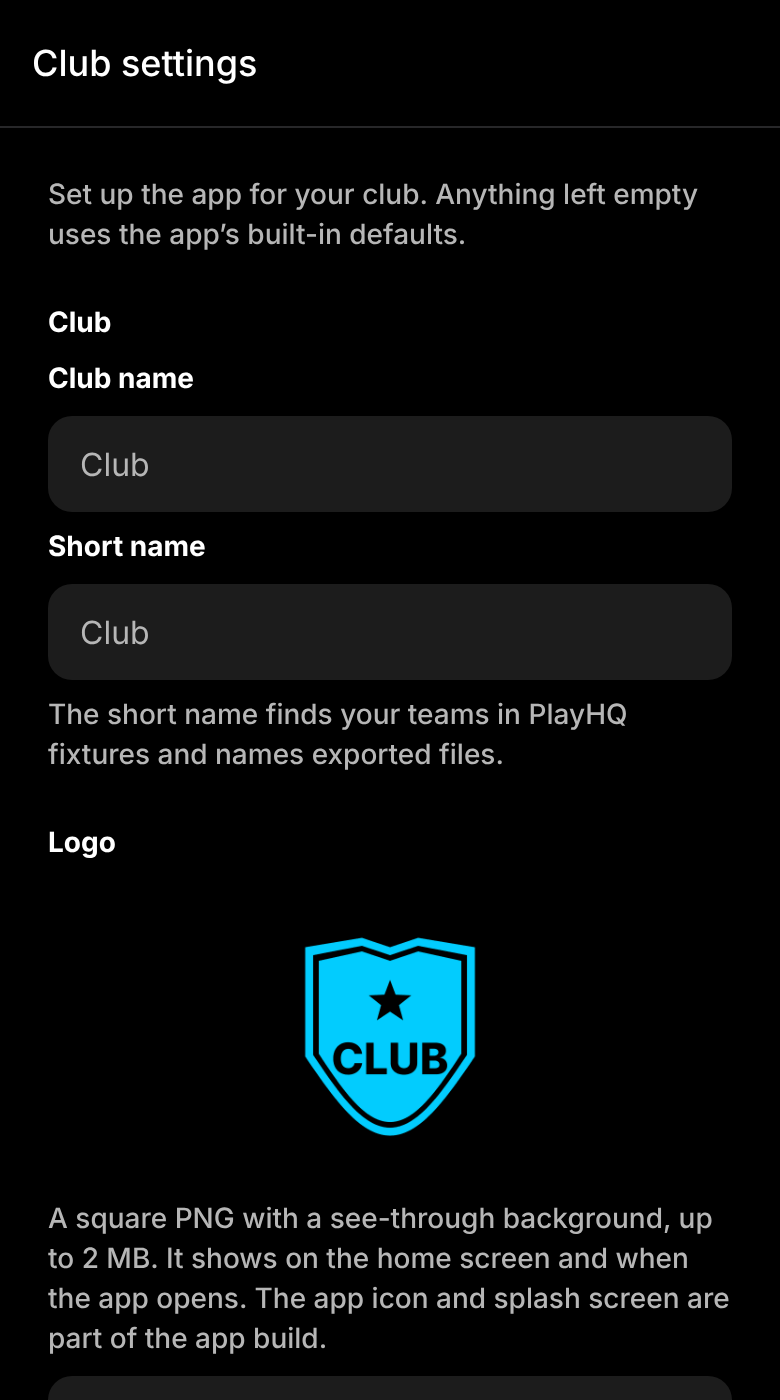 Club settings
Set up the app for your club. Anything left empty
uses the app’s built-in defaults.
Club
Club name
Club
Short name
Club
The short name finds your teams in PlayHQ
fixtures and names exported files.
Logo
CLUB
A square PNG with a see-through background, up
to 2 MB. It shows on the home screen and when
the app opens. The app icon and splash screen are
part of the app build.